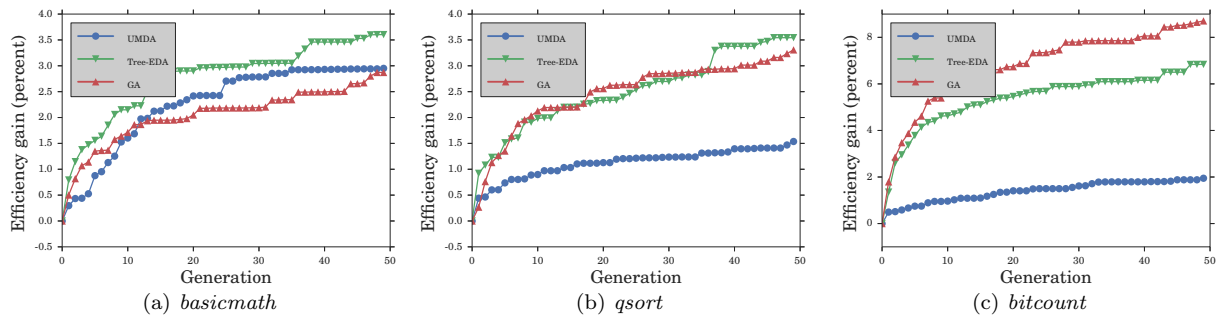 4.0
3.5
3.0
2.5
2.0
1.5
1.0
0.5
0.0
-0.5
Efficiency gain (percent)
UMDA
Tree-EDA
GA
0 10 20 30 40 50
Generation
(a) basicmath
4.0
3.5
3.0
2.5
2.0
1.5
1.0
0.5
0.0
-0.5
Efficiency gain (percent)
UMDA
Tree-EDA
GA
0 10 20 30 40 50
Generation
(b) qsort
8
6
4
2
0
Efficiency gain (percent)
UMDA
Tree-EDA
GA
0 10 20 30 40 50
Generation
(c) bitcount